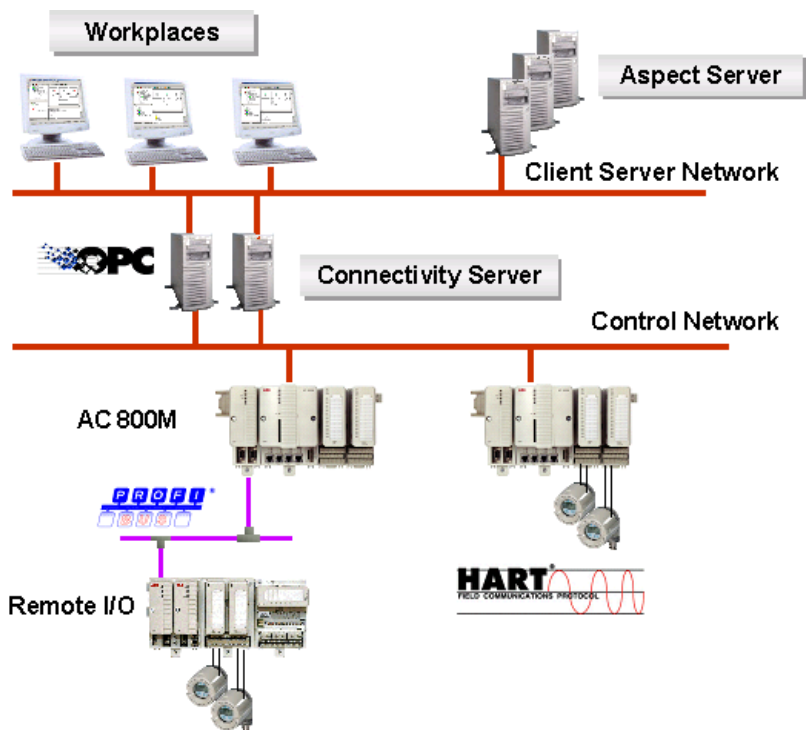 Workplaces
Aspect Server
Client Server Network
OPC
Connectivity Server
Control Network
AC 800M
PROFI®
Remote I/O
HART®
FIELD COMMUNICATIONS PROTOCOL